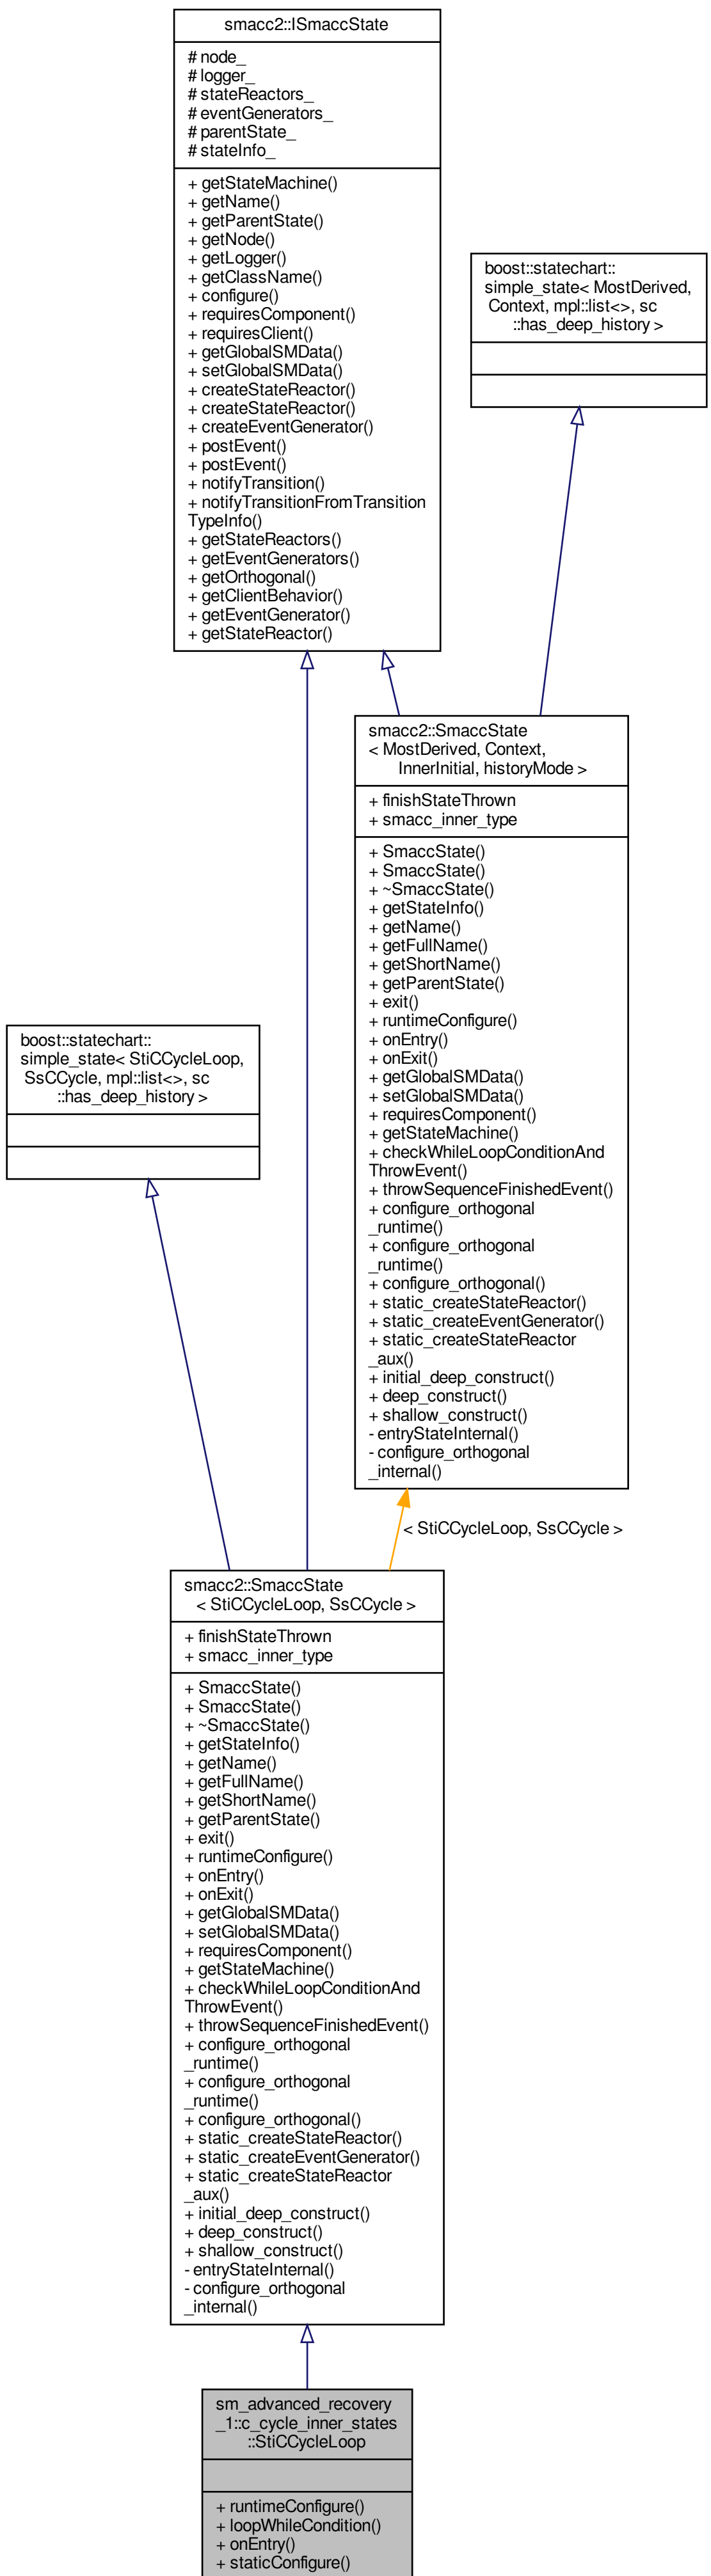 smacc2::ISmaccState
# node_
# logger_
# stateReactors_
# eventGenerators_
# parentState_
# stateInfo_
+ getStateMachine()
+ getName()
+ getParentState()
+ getNode()
+ getLogger()
+ getClassName()
+ configure()
+ requiresComponent()
+ requiresClient()
+ getGlobalSMData()
+ setGlobalSMData()
+ createStateReactor()
+ createStateReactor()
+ createEventGenerator()
+ postEvent()
+ postEvent()
+ notifyTransition()
+ notifyTransitionFromTransition
TypeInfo()
+ getStateReactors()
+ getEventGenerators()
+ getOrthogonal()
+ getClientBehavior()
+ getEventGenerator()
+ getStateReactor()
boost::statechart::
simple_state< MostDerived,
Context, mpl::list<>, sc
::has_deep_history >
smacc2::SmaccState
< MostDerived, Context,
InnerInitial, historyMode >
+ finishStateThrown
+ smacc_inner_type
+ SmaccState()
+ SmaccState()
+ ~SmaccState()
+ getStateInfo()
+ getName()
+ getFullName()
+ getShortName()
+ getParentState()
+ exit()
+ runtimeConfigure()
+ onEntry()
+ onExit()
+ getGlobalSMData()
+ setGlobalSMData()
+ requiresComponent()
+ getStateMachine()
+ checkWhileLoopConditionAnd
ThrowEvent()
+ throwSequenceFinishedEvent()
+ configure_orthogonal
_runtime()
+ configure_orthogonal
_runtime()
+ configure_orthogonal()
+ static_createStateReactor()
+ static_createEventGenerator()
+ static_createStateReactor
_aux()
+ initial_deep_construct()
+ deep_construct()
+ shallow_construct()
- entryStateInternal()
- configure_orthogonal
_internal()
boost::statechart::
simple_state< StiCCycleLoop,
SsCCycle, mpl::list<>, sc
::has_deep_history >
< StiCCycleLoop, SsCCycle >
smacc2::SmaccState
< StiCCycleLoop, SsCCycle >
+ finishStateThrown
+ smacc_inner_type
+ SmaccState()
+ SmaccState()
+ ~SmaccState()
+ getStateInfo()
+ getName()
+ getFullName()
+ getShortName()
+ getParentState()
+ exit()
+ runtimeConfigure()
+ onEntry()
+ onExit()
+ getGlobalSMData()
+ setGlobalSMData()
+ requiresComponent()
+ getStateMachine()
+ checkWhileLoopConditionAnd
ThrowEvent()
+ throwSequenceFinishedEvent()
+ configure_orthogonal
_runtime()
+ configure_orthogonal
_runtime()
+ configure_orthogonal()
+ static_createStateReactor()
+ static_createEventGenerator()
+ static_createStateReactor
_aux()
+ initial_deep_construct()
+ deep_construct()
+ shallow_construct()
- entryStateInternal()
- configure_orthogonal
_internal()
sm_advanced_recovery
_1::c_cycle_inner_states
::StiCCycleLoop
+ runtimeConfigure()
+ loopWhileCondition()
+ onEntry()
+ staticConfigure()